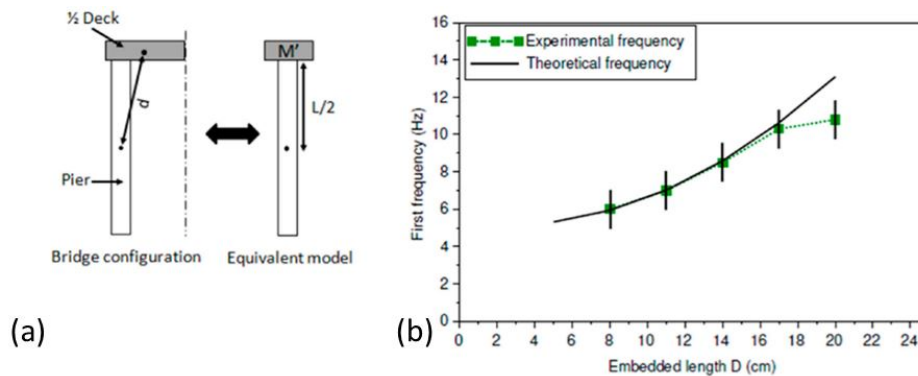 ½ Deck
M'
d
L/2
Pier
Bridge configuration
Equivalent model
(a)
16
14
12
10
8
6
4
2
0
First frequency (Hz)
Experimental frequency
Theoretical frequency
0 2 4 6 8 10 12 14 16 18 20 22 24
Embedded length D (cm)
(b)